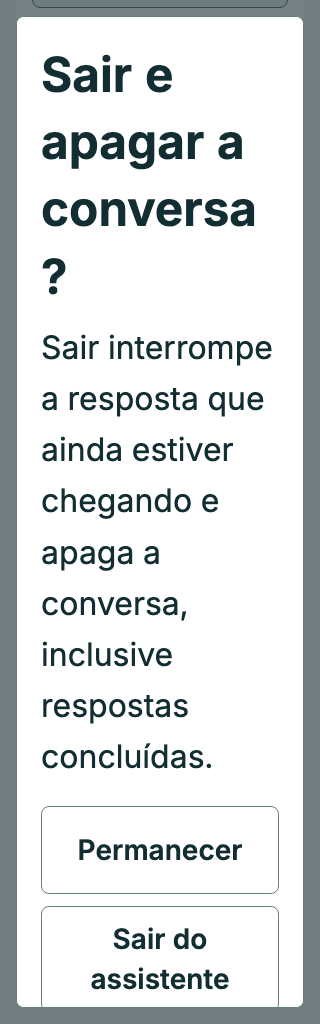 Sair e
apagar a
conversa
?
Sair interrompe
a resposta que
ainda estiver
chegando e
apaga a
conversa,
inclusive
respostas
concluídas.
Permanecer
Sair do
assistente